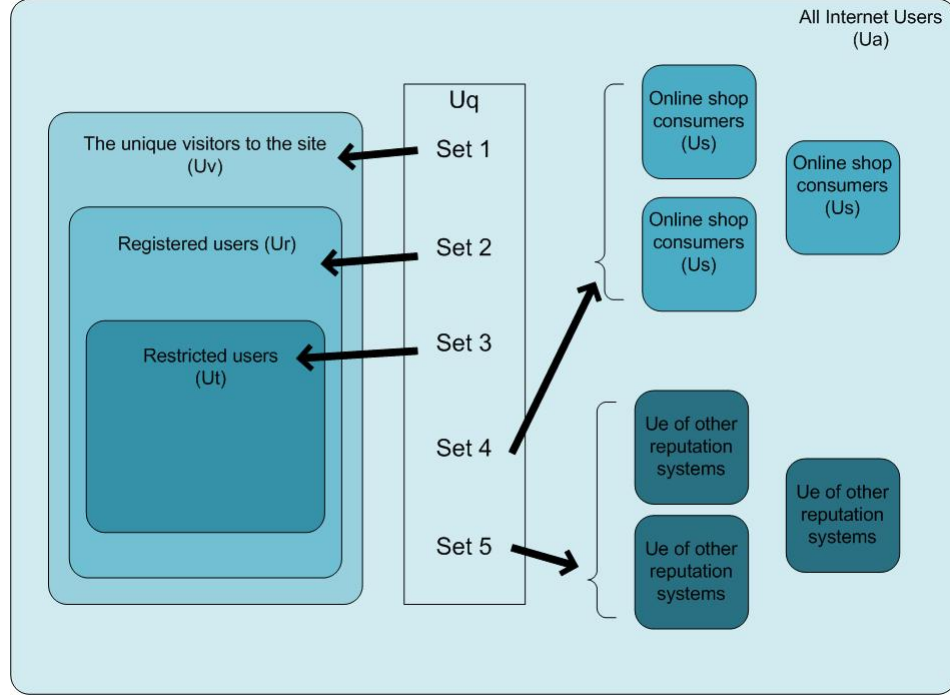 All Internet Users
(Ua)
The unique visitors to the site
(Uv)
Registered users (Ur)
Restricted users
(Ut)
Uq
Set 1
Set 2
Set 3
Set 4
Set 5
Online shop
consumers
(Us)
Online shop
consumers
(Us)
Online shop
consumers
(Us)
Ue of other
reputation
systems
Ue of other
reputation
systems
Ue of other
reputation
systems